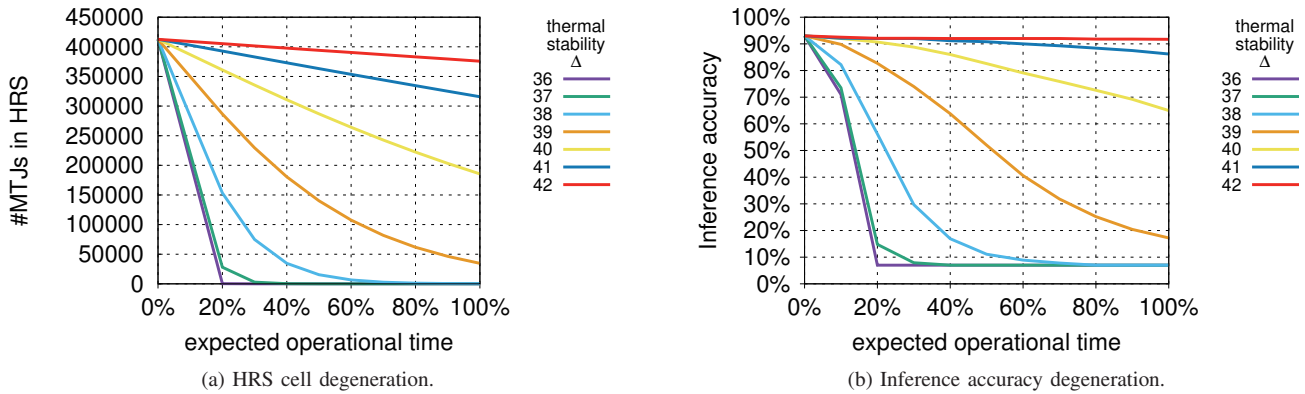 450000
400000
350000
300000
250000
200000
150000
100000
50000
0
#MTJs in HRS
0% 20% 40% 60% 80% 100%
expected operational time
thermal
stability
Δ
36
37
38
39
40
41
42
(a) HRS cell degeneration.
100%
90%
80%
70%
60%
50%
40%
30%
20%
10%
0%
Inference accuracy
0% 20% 40% 60% 80% 100%
expected operational time
thermal
stability
Δ
36
37
38
39
40
41
42
(b) Inference accuracy degeneration.